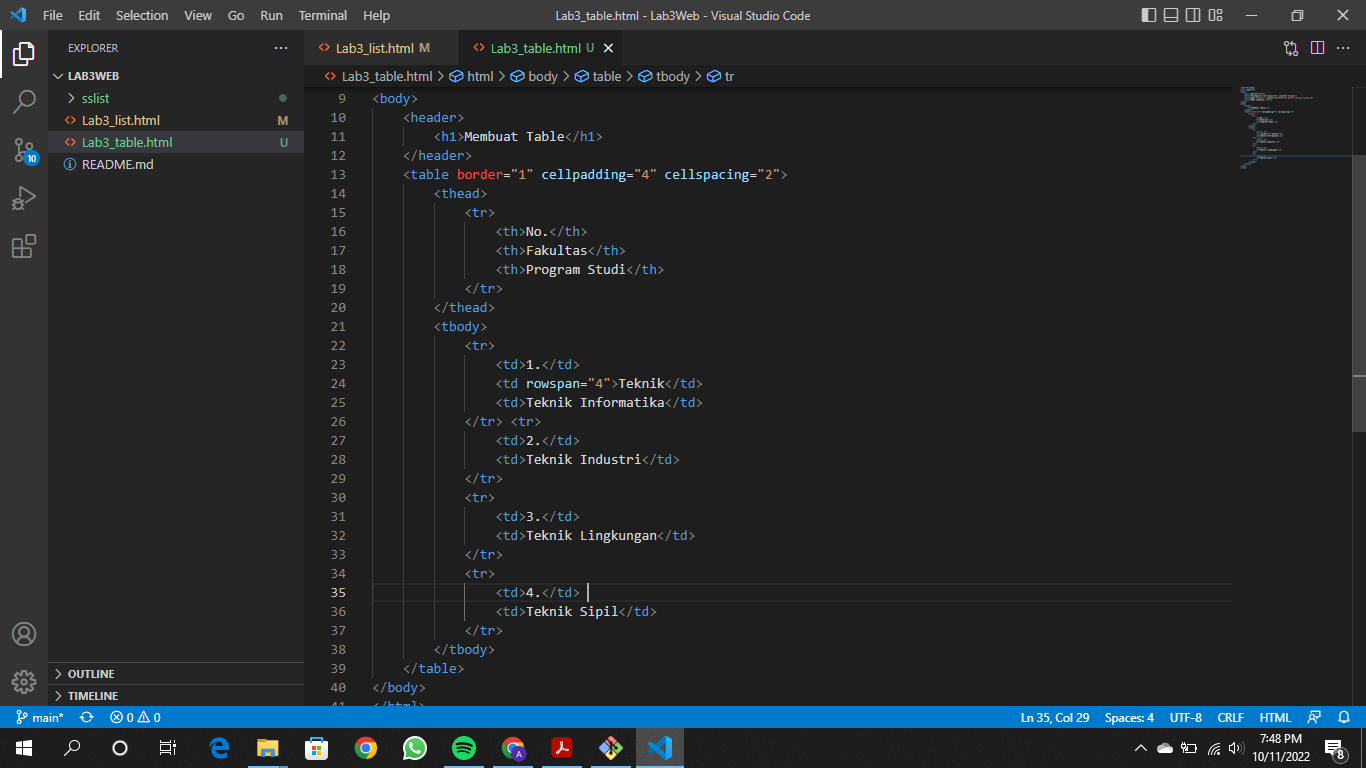 File Edit Selection View Go Run Terminal Help Lab3_table.html - Lab3Web - Visual Studio Code
EXPLORER
LAB3WEB
sslist
Lab3_list.html M
Lab3_table.html U
README.md
OUTLINE
TIMELINE
10
Lab3_list.html M Lab3_table.html U
Lab3_table.html > html > body > table > tbody > tr
9 <body>
10 <header>
11 <h1>Membuat Table</h1>
12 </header>
13 <table border="1" cellpadding="4" cellspacing="2">
14 <thead>
15 <tr>
16 <th>No.</th>
17 <th>Fakultas</th>
18 <th>Program Studi</th>
19 </tr>
20 </thead>
21 <tbody>
22 <tr>
23 <td>1.</td>
24 <td rowspan="4">Teknik</td>
25 <td>Teknik Informatika</td>
26 </tr> <tr>
27 <td>2.</td>
28 <td>Teknik Industri</td>
29 </tr>
30 <tr>
31 <td>3.</td>
32 <td>Teknik Lingkungan</td>
33 </tr>
34 <tr>
35 <td>4.</td>
36 <td>Teknik Sipil</td>
37 </tr>
38 </tbody>
39 </table>
40 </body>
41 </html>
main* 0 0 Ln 35, Col 29 Spaces: 4 UTF-8 CRLF HTML
7:48 PM
10/11/2022
8